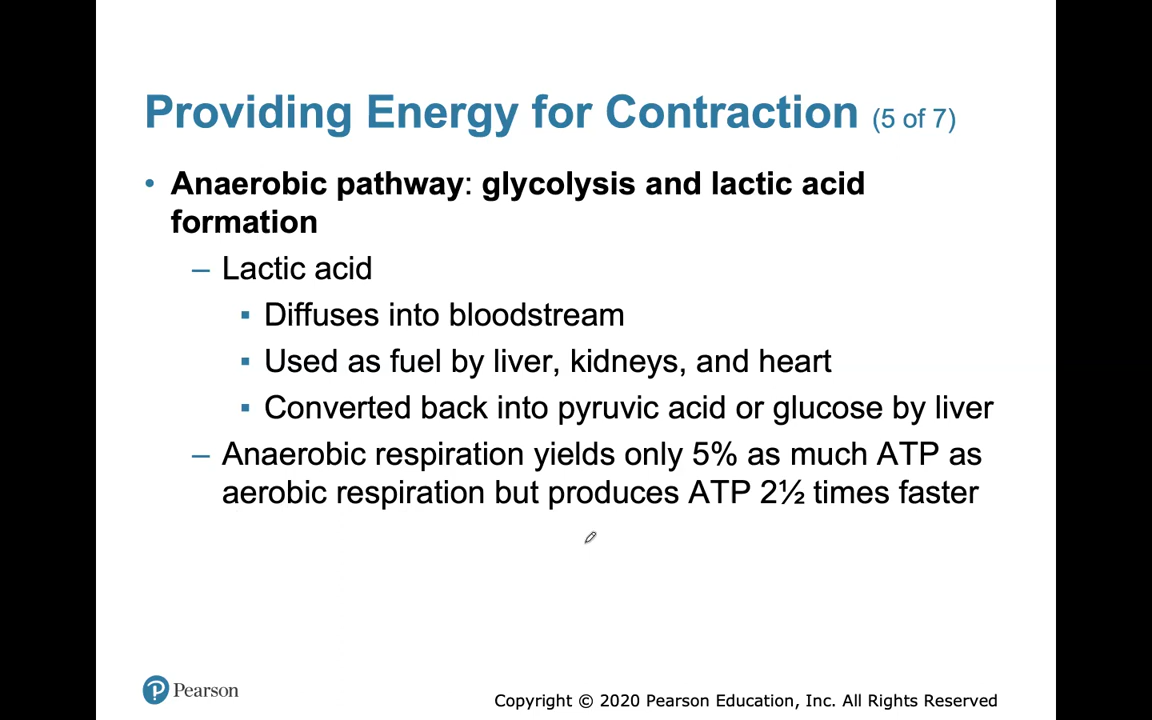 Providing Energy for Contraction (5 of 7)
• Anaerobic pathway: glycolysis and lactic acid
formation
– Lactic acid
▪ Diffuses into bloodstream
▪ Used as fuel by liver, kidneys, and heart
▪ Converted back into pyruvic acid or glucose by liver
– Anaerobic respiration yields only 5% as much ATP as
aerobic respiration but produces ATP 2½ times faster
Pearson
Copyright © 2020 Pearson Education, Inc. All Rights Reserved